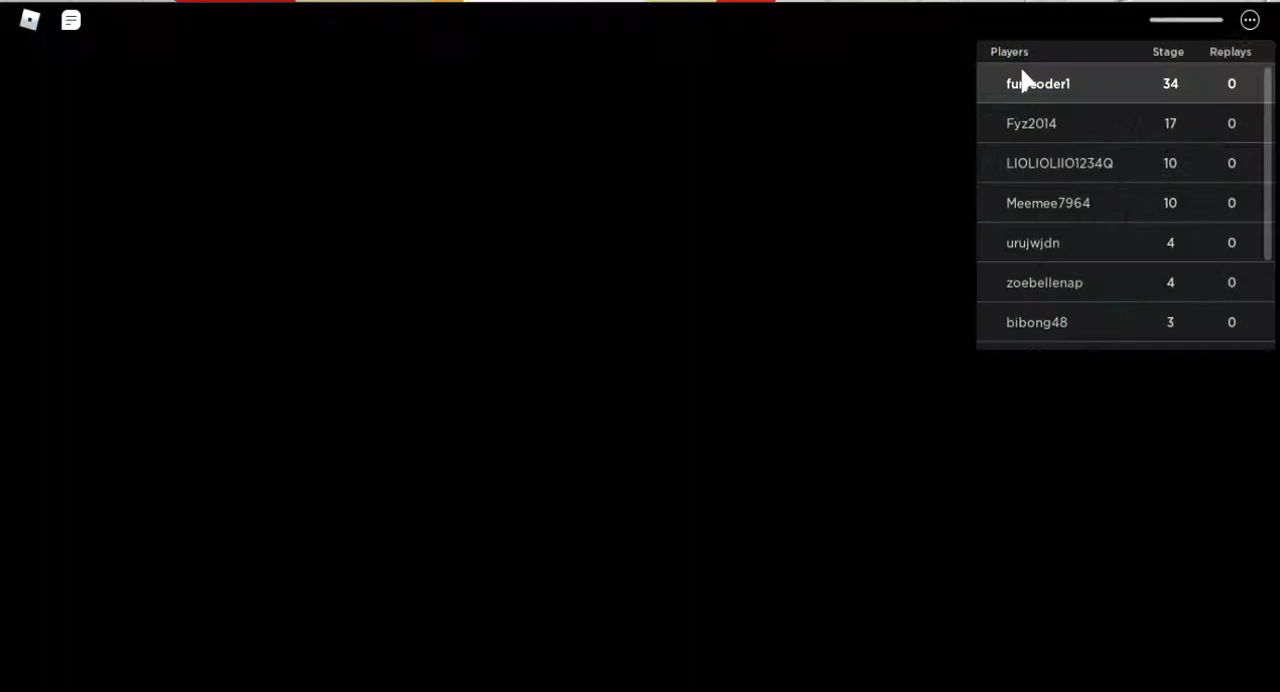 Players Stage Replays
34 0
Fyz2014 17 0
LIOLIOLIIO1234Q 10 0
Meemee7964 10 0
urujwjdn 4 0
zoebellenap 4 0
bibong48 3 0